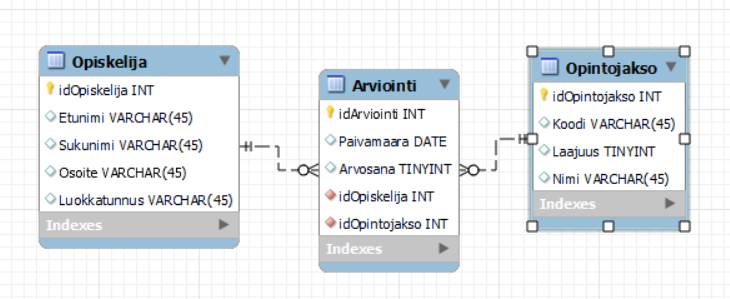 Opiskelija
idOpiskelija INT
Etunimi VARCHAR(45)
Sukunimi VARCHAR(45)
Osoite VARCHAR(45)
Luokkatunnus VARCHAR(45)
Indexes
Arviointi
idArviointi INT
Paivamaara DATE
Arvosana TINYINT
idOpiskelija INT
idOpintojakso INT
Indexes
Opintojakso
idOpintojakso INT
Koodi VARCHAR(45)
Laajuus TINYINT
Nimi VARCHAR(45)
Indexes